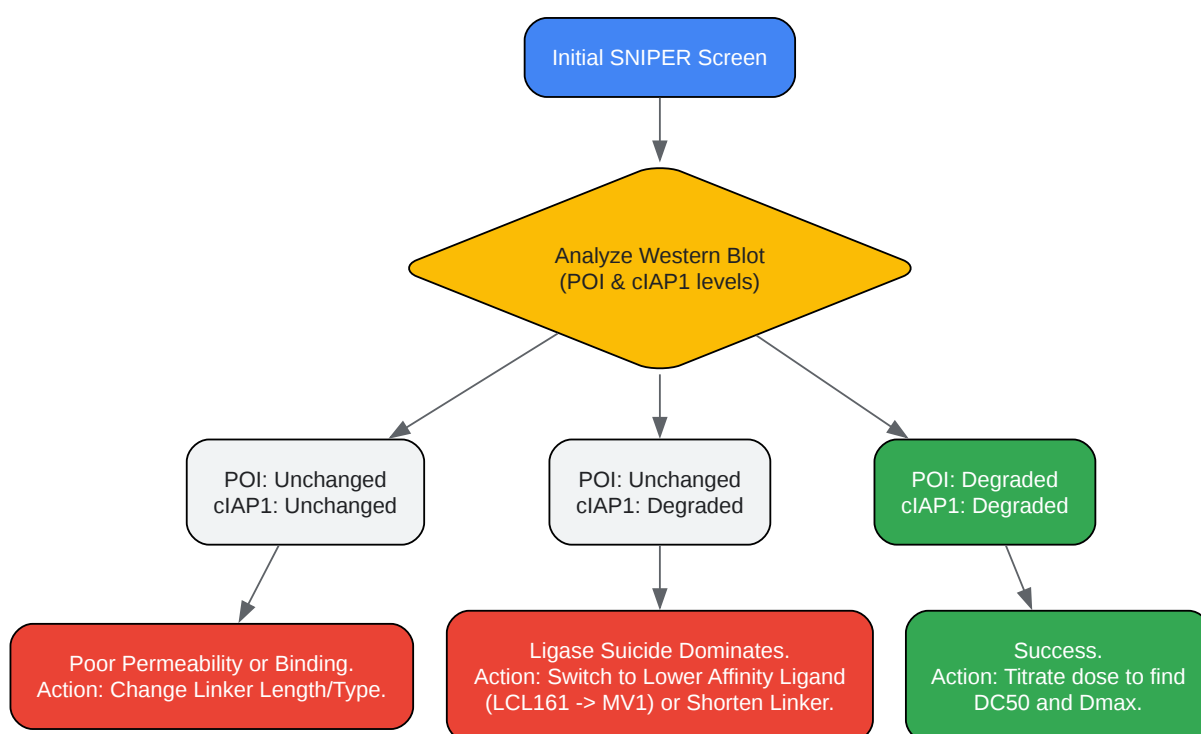 Initial SNIPER Screen
Analyze Western Blot
(POI & cIAP1 levels)
POI: Unchanged
cIAP1: Unchanged
POI: Unchanged
cIAP1: Degraded
POI: Degraded
cIAP1: Degraded
Poor Permeability or Binding.
Action: Change Linker Length/Type.
Ligase Suicide Dominates.
Action: Switch to Lower Affinity Ligand
(LCL161 -> MV1) or Shorten Linker.
Success.
Action: Titrate dose to find
DC50 and Dmax.